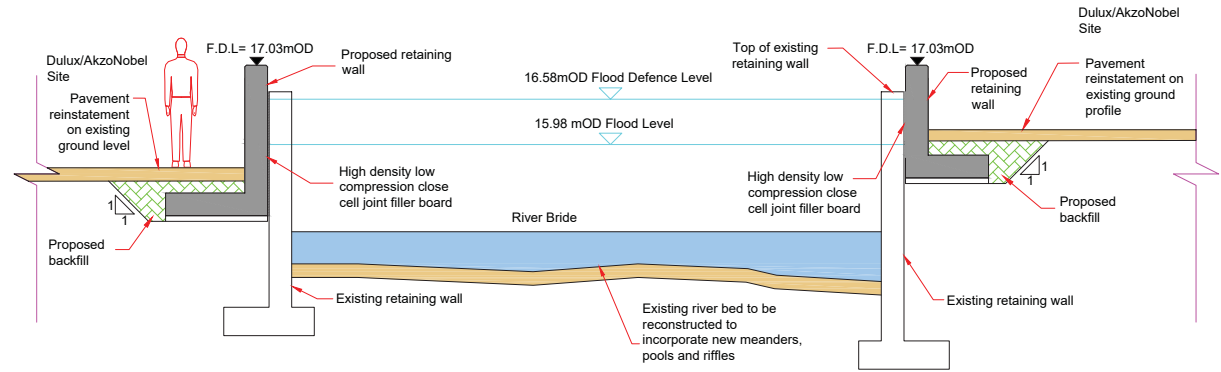 Dulux/AkzoNobel
Site
F.D.L= 17.03mOD
Proposed retaining
wall
Pavement
reinstatement
on existing
ground level
16.58mOD Flood Defence Level
15.98 mOD Flood Level
Top of existing
retaining wall
F.D.L= 17.03mOD
Dulux/AkzoNobel
Site
Proposed
retaining
wall
Pavement
reinstatement on
existing ground
profile
High density low
compression close
cell joint filler board
High density low
compression close
cell joint filler board
1
1
1
1
Proposed
backfill
River Bride
Proposed
backfill
Existing retaining wall
Existing river bed to be
reconstructed to
incorporate new meanders,
pools and riffles
Existing retaining wall